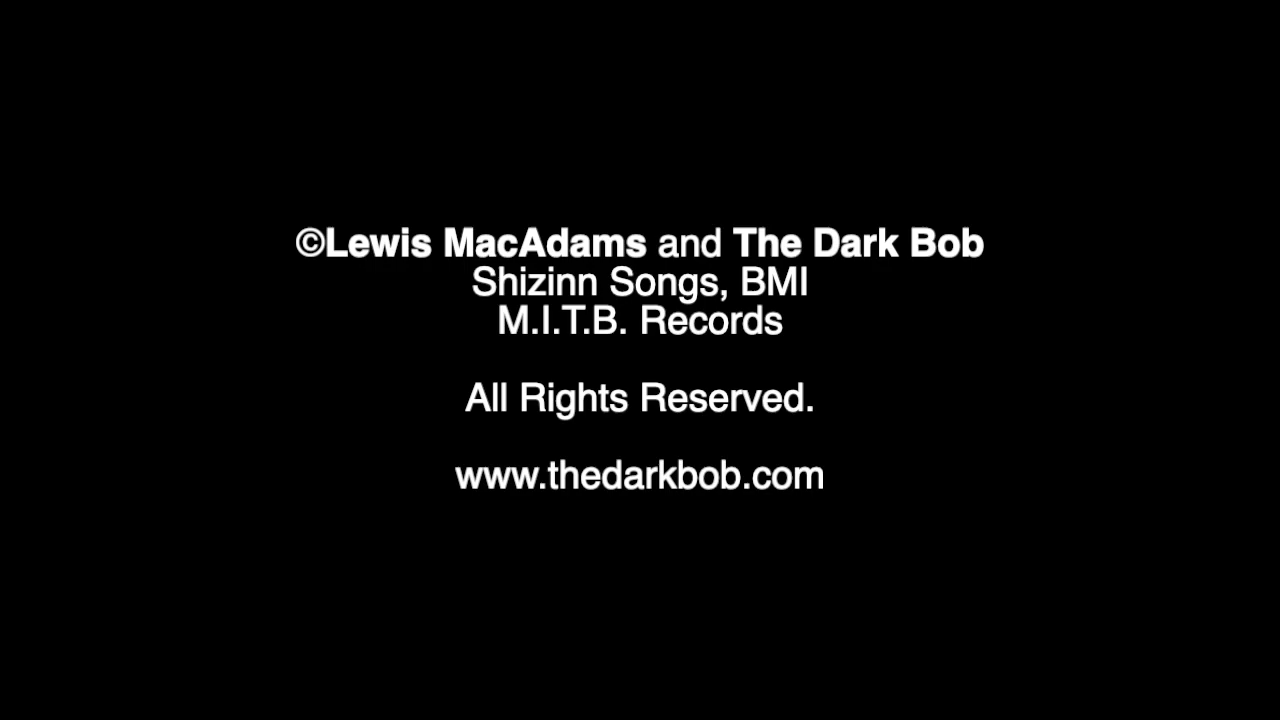 ©Lewis MacAdams and The Dark Bob
Shizinn Songs, BMI
M.I.T.B. Records
All Rights Reserved.
www.thedarkbob.com